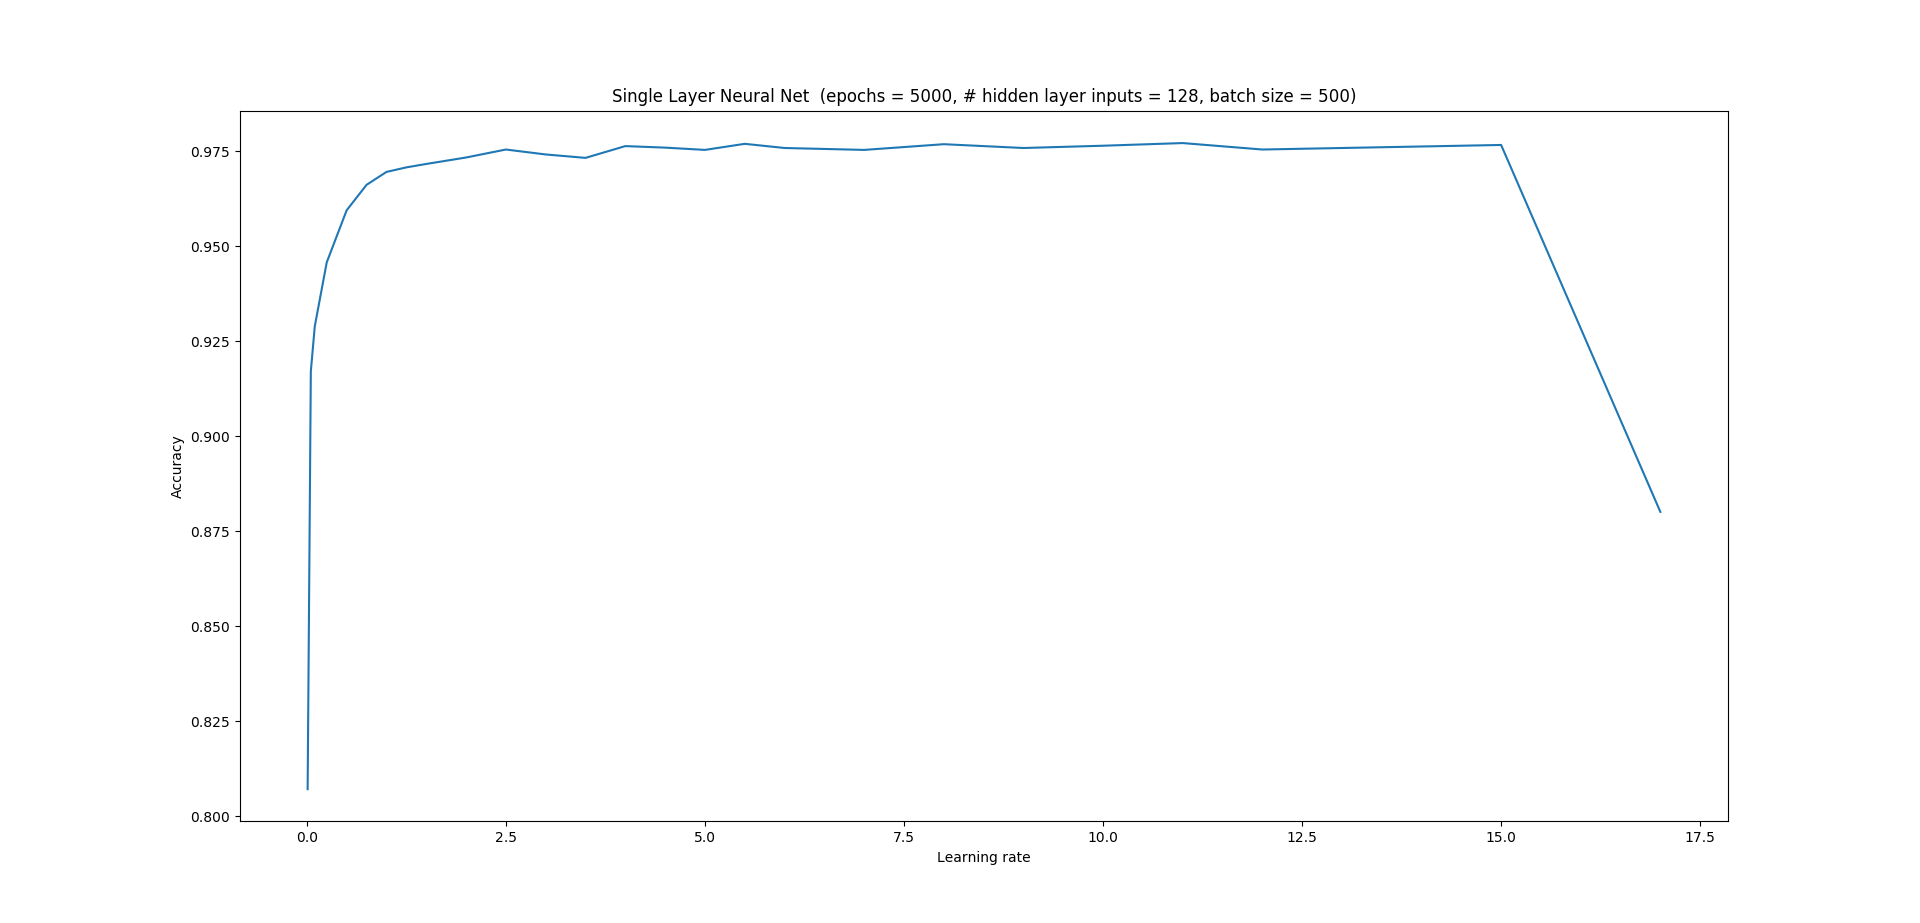 Single Layer Neural Net  (epochs = 5000, # hidden layer inputs = 128, batch size = 500)
0.975
0.950
0.925
0.900
0.875
0.850
0.825
0.800
Accuracy
0.0 2.5 5.0 7.5 10.0 12.5 15.0 17.5
Learning rate